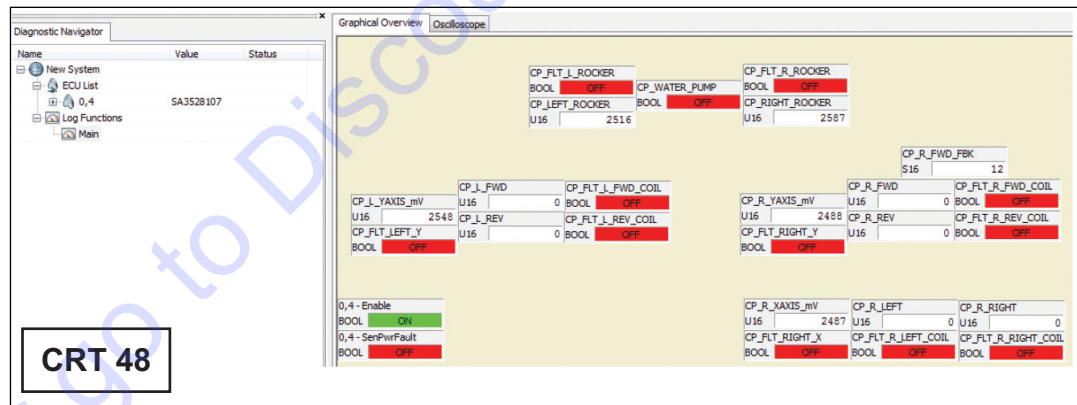 Diagnostic Navigator
Name Value Status
New System
ECU List
0,4 SA3528107
Log Functions
Main
Graphical Overview Oscilloscope
CP_FLT_L_ROCKER
BOOL OFF
CP_LEFT_ROCKER
U16 2516
CP_WATER_PUMP
BOOL OFF
CP_FLT_R_ROCKER
BOOL OFF
CP_RIGHT_ROCKER
U16 2587
CP_R_FWD_FBK
S16 12
CP_L_YAXIS_mV
U16 2548
CP_FLT_LEFT_Y
BOOL OFF
CP_L_FWD
U16 0
CP_L_REV
U16 0
CP_FLT_L_FWD_COIL
BOOL OFF
CP_FLT_L_REV_COIL
BOOL OFF
CP_R_YAXIS_mV
U16 2488
CP_FLT_RIGHT_Y
BOOL OFF
CP_R_FWD
U16 0
CP_R_REV
U16 0
CP_FLT_R_FWD_COIL
BOOL OFF
CP_FLT_R_REV_COIL
BOOL OFF
0,4 - Enable
BOOL ON
0,4 - SenPwrFault
BOOL OFF
CP_R_XAXIS_mV
U16 2487
CP_FLT_RIGHT_X
BOOL OFF
CP_R_LEFT
U16 0
CP_FLT_R_LEFT_COIL
BOOL OFF
CP_R_RIGHT
U16 0
CP_FLT_R_RIGHT_COIL
BOOL OFF
CRT 48
go to Disco